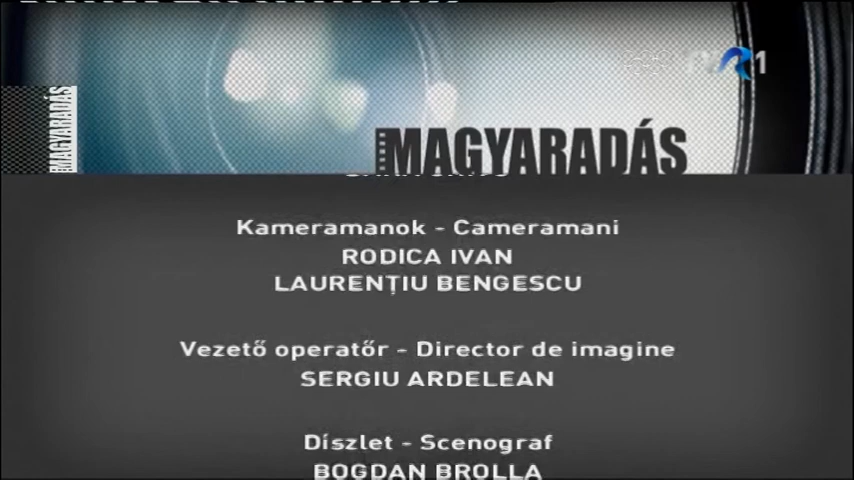 TVR1
MAGYARADÁS
MAGYARADÁS
Kameramanok - Cameramani
RODICA IVAN
LAURENȚIU BENGESCU
Vezető operatőr - Director de imagine
SERGIU ARDELEAN
Díszlet - Scenograf
BOGDAN BROLLA